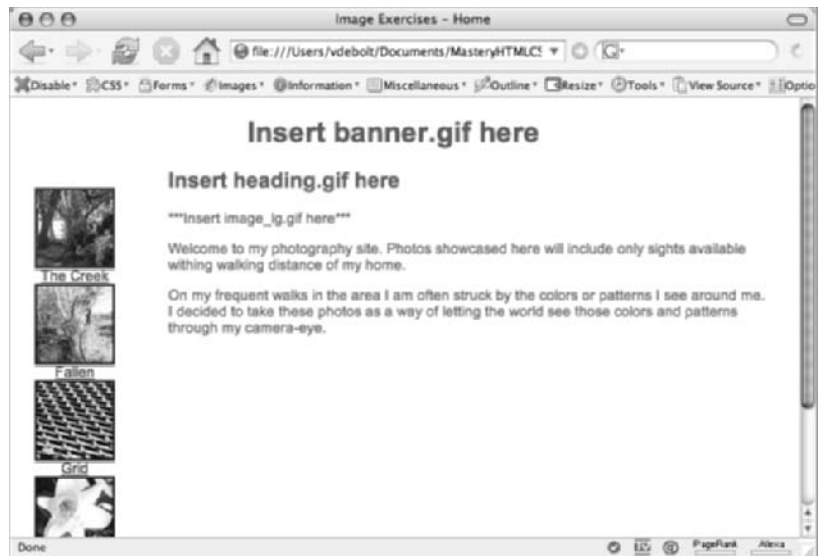 Image Exercises - Home
file:///Users/vdebolt/Documents/MasteryHTMLCS
G
Disable CSS Forms Images Information Miscellaneous Outline Resize Tools View Source Optio
Insert banner.gif here
Insert heading.gif here
***Insert image_lg.gif here***
Welcome to my photography site. Photos showcased here will include only sights available
withing walking distance of my home.
On my frequent walks in the area I am often struck by the colors or patterns I see around me.
I decided to take these photos as a way of letting the world see those colors and patterns
through my camera-eye.
The Creek
Fallen
Grid
Done
PageRank Alexa